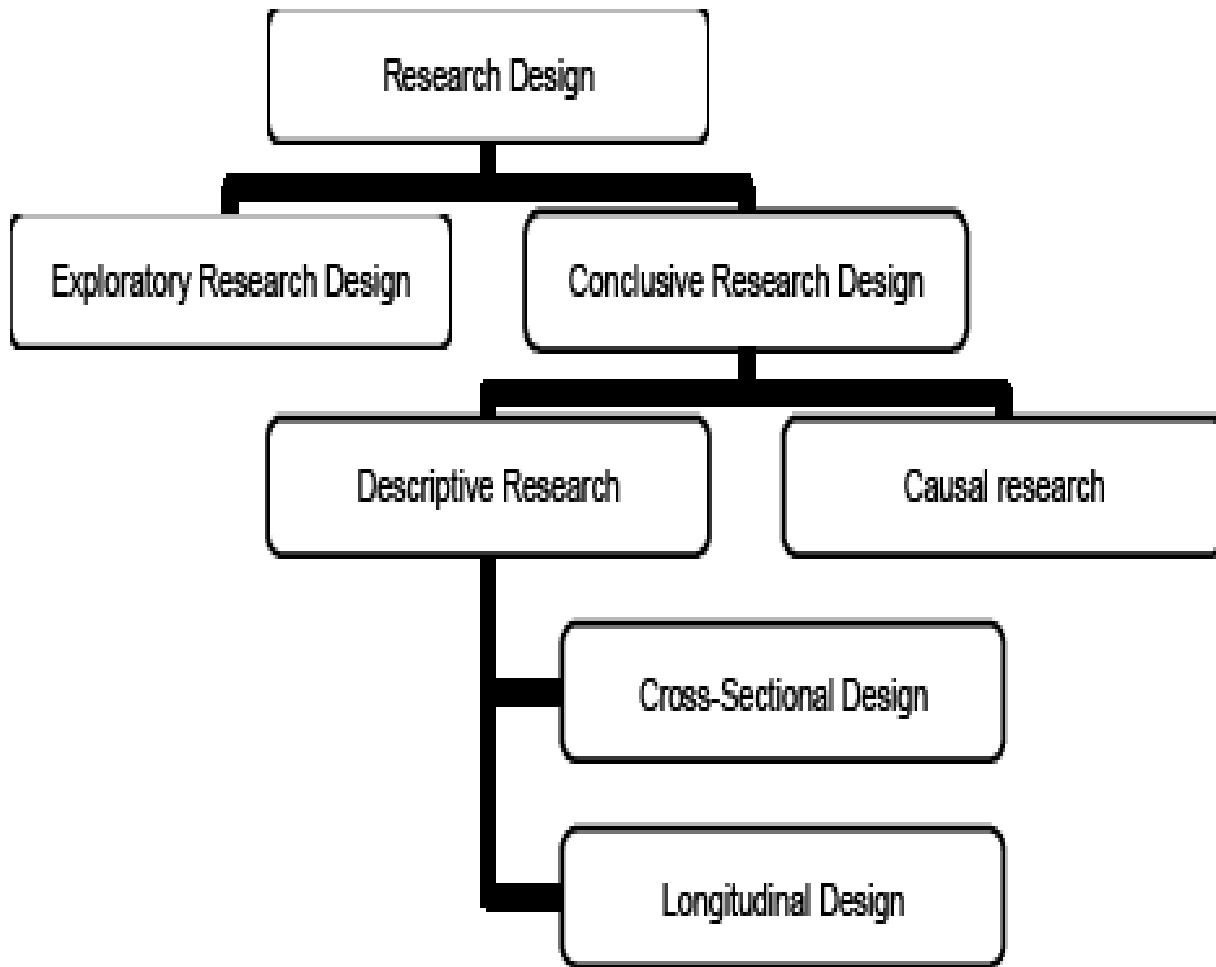 Research Design
Exploratory Research Design
Conclusive Research Design
Descriptive Research
Causal research
Cross-Sectional Design
Longitudinal Design